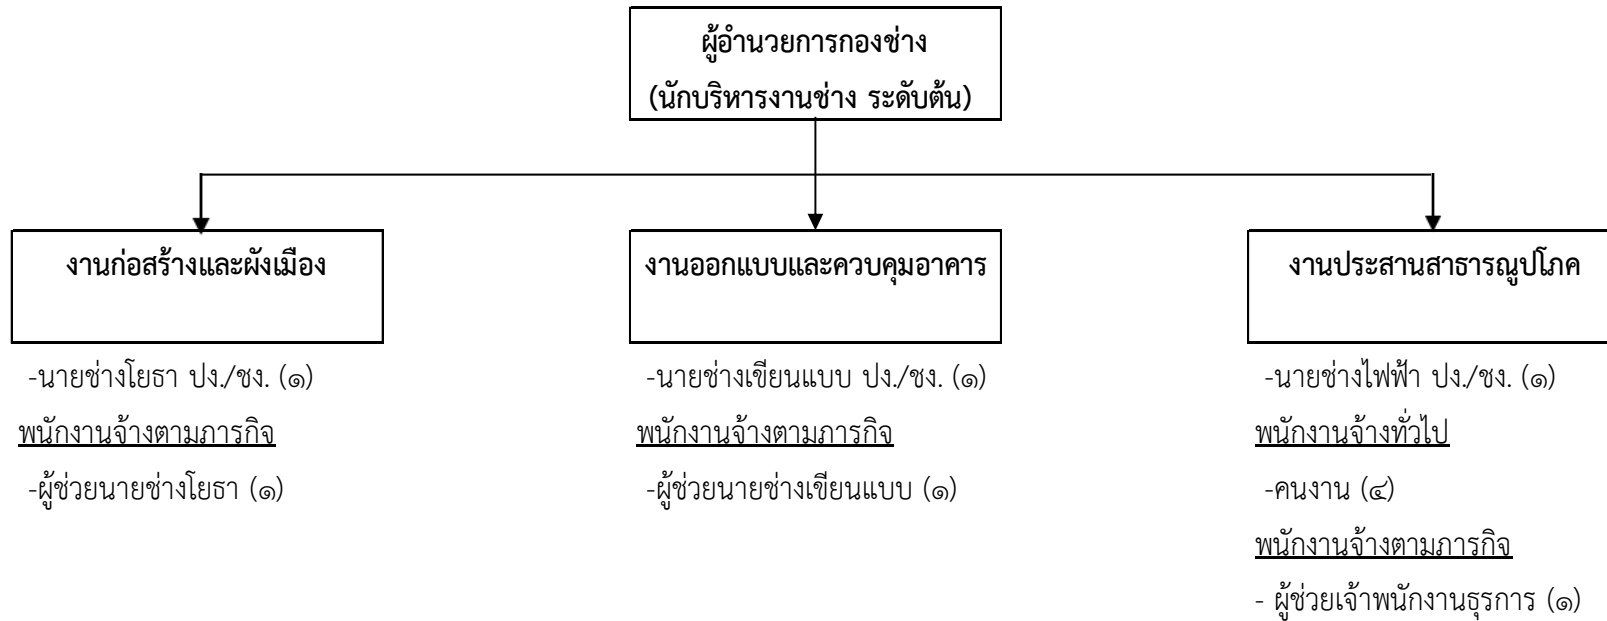 ผู้อำนวยการกองช่าง
(นักบริหารงานช่าง ระดับต้น)
งานก่อสร้างและผังเมือง
-นายช่างโยธา ปง./ชง. (๑)
พนักงานจ้างตามภารกิจ
-ผู้ช่วยนายช่างโยธา (๑)
งานออกแบบและควบคุมอาคาร
-นายช่างเขียนแบบ ปง./ชง. (๑)
พนักงานจ้างตามภารกิจ
-ผู้ช่วยนายช่างเขียนแบบ (๑)
งานประสานสาธารณูปโภค
-นายช่างไฟฟ้า ปง./ชง. (๑)
พนักงานจ้างทั่วไป
-คนงาน (๔)
พนักงานจ้างตามภารกิจ
- ผู้ช่วยเจ้าพนักงานธุรการ (๑)